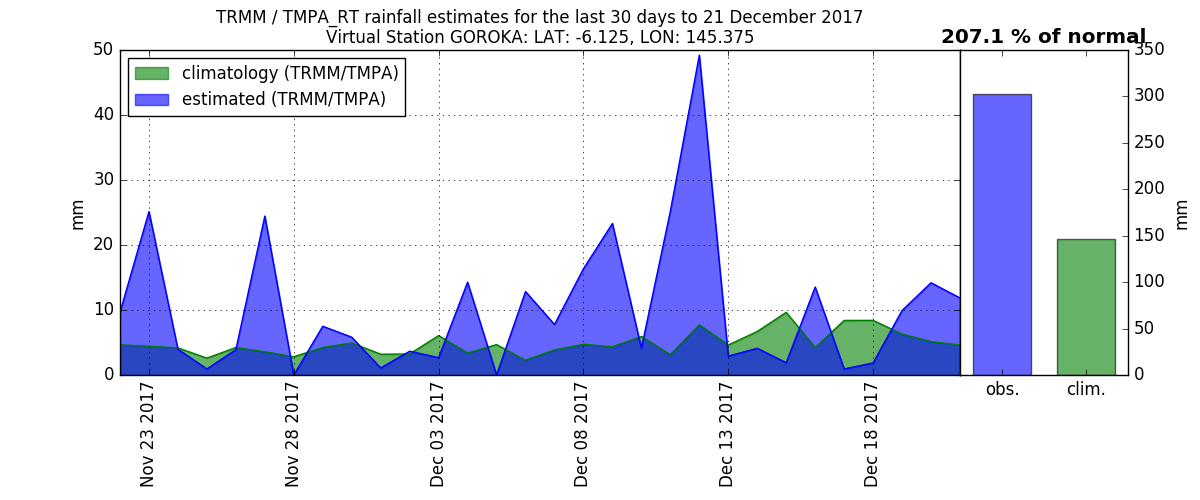 TRMM / TMPA_RT rainfall estimates for the last 30 days to 21 December 2017
Virtual Station GOROKA: LAT: -6.125, LON: 145.375
207.1 % of normal
climatology (TRMM/TMPA)
estimated (TRMM/TMPA)
50
40
30
20
10
0
mm
Nov 23 2017
Nov 28 2017
Dec 03 2017
Dec 08 2017
Dec 13 2017
Dec 18 2017
350
300
250
200
150
100
50
0
mm
obs.
clim.